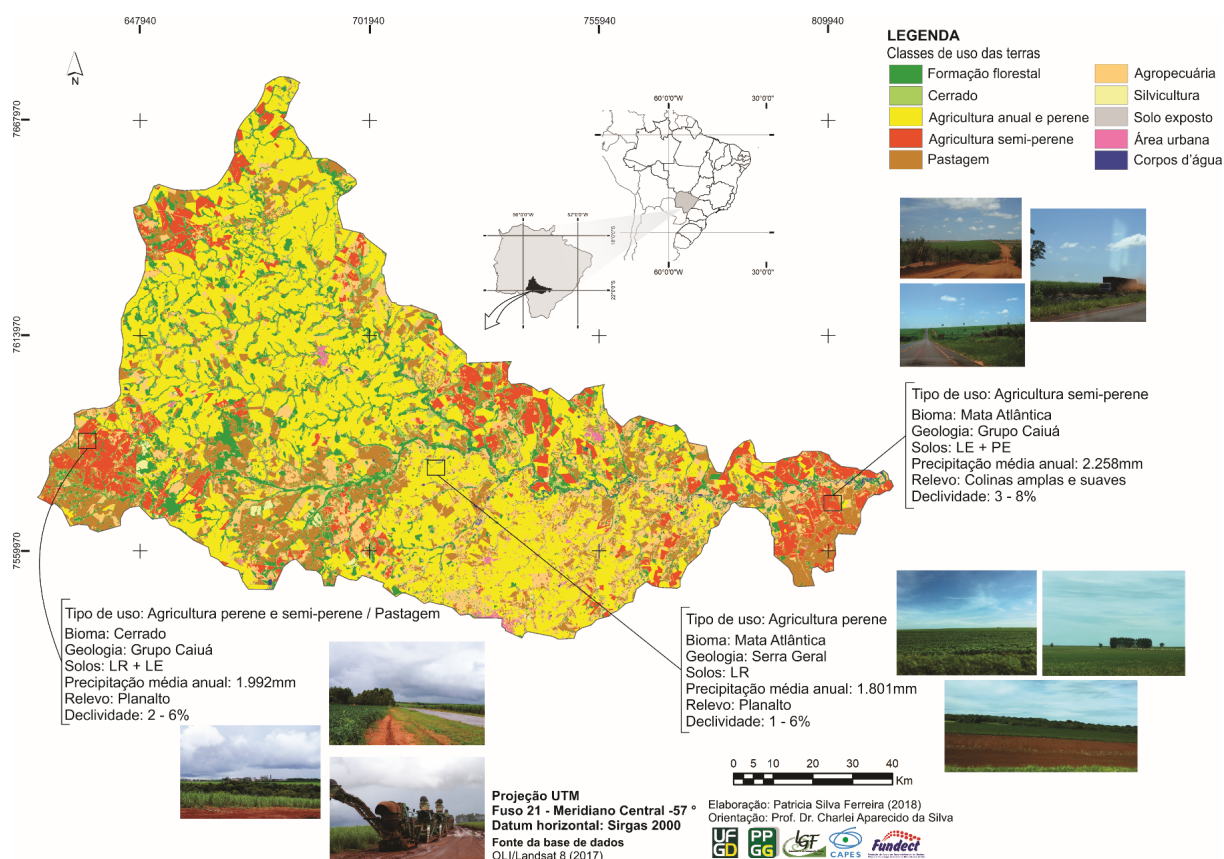 647940
701940
755940
809940
N
7667970
7613970
7559970
LEGENDA
Classes de uso das terras
Formação florestal
Cerrado
Agricultura anual e perene
Agricultura semi-perene
Pastagem
Agropecuária
Silvicultura
Solo exposto
Área urbana
Corpos d'água
60°0'0"W
30°0'0"W
60°0'0"W
30°0'0"W
52°0'0"W
Tipo de uso: Agricultura semi-perene
Bioma: Mata Atlântica
Geologia: Grupo Caiuá
Solos: LE + PE
Precipitação média anual: 2.258mm
Relevo: Colinas amplas e suaves
Declividade: 3 - 8%
Tipo de uso: Agricultura perene e semi-perene / Pastagem
Bioma: Cerrado
Geologia: Grupo Caiuá
Solos: LR + LE
Precipitação média anual: 1.992mm
Relevo: Planalto
Declividade: 2 - 6%
Tipo de uso: Agricultura perene
Bioma: Mata Atlântica
Geologia: Serra Geral
Solos: LR
Precipitação média anual: 1.801mm
Relevo: Planalto
Declividade: 1 - 6%
0 5 10 20 30 40
Km
Projeção UTM
Fuso 21 - Meridiano Central -57 °
Datum horizontal: Sirgas 2000
Fonte da base de dados
OLI/Landsat 8 (2017)
Elaboração: Patricia Silva Ferreira (2018)
Orientação: Prof. Dr. Charlei Aparecido da Silva
UF
GD
PP
GG
LGF
CAPES
Fundect